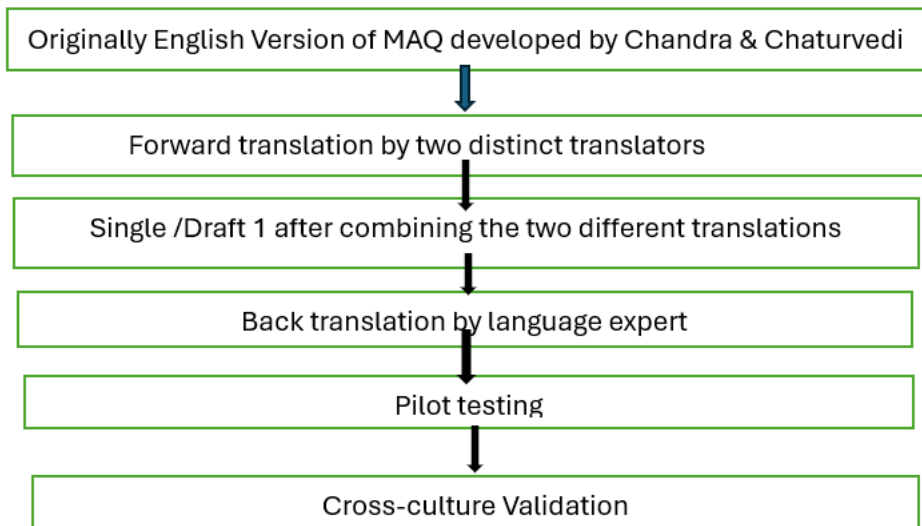 Originally English Version of MAQ developed by Chandra & Chaturvedi
Forward translation by two distinct translators
Single /Draft 1 after combining the two different translations
Back translation by language expert
Pilot testing
Cross-culture Validation